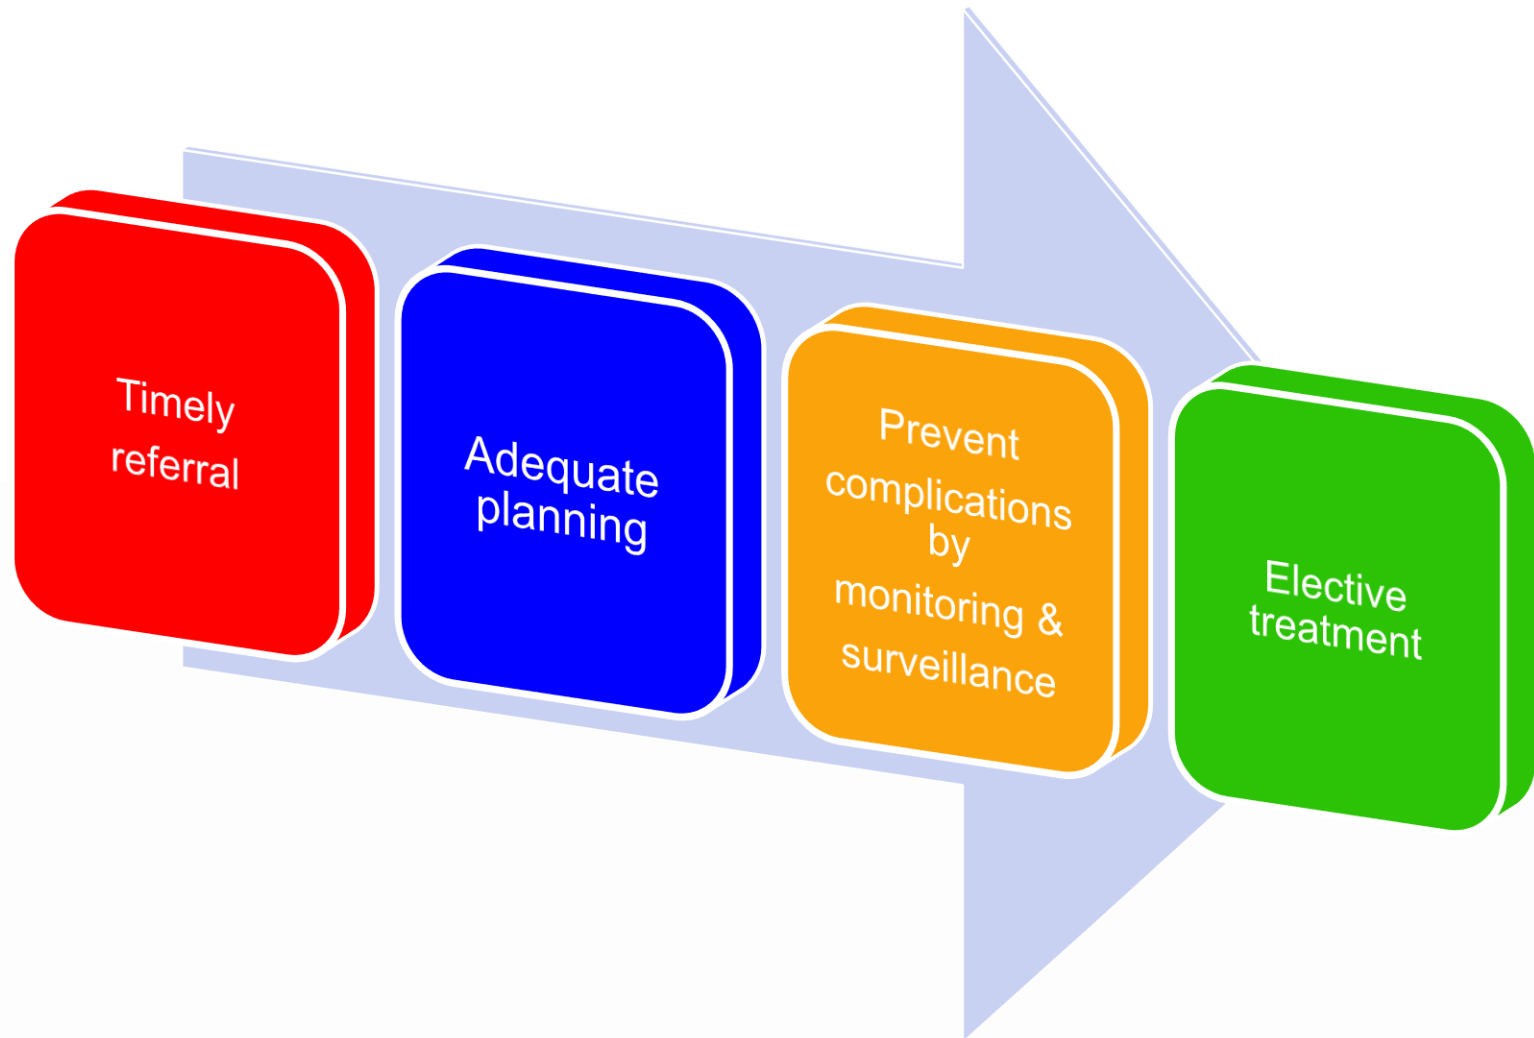 Timely
referral
Adequate
planning
Prevent
complications
by
monitoring &
surveillance
Elective
treatment